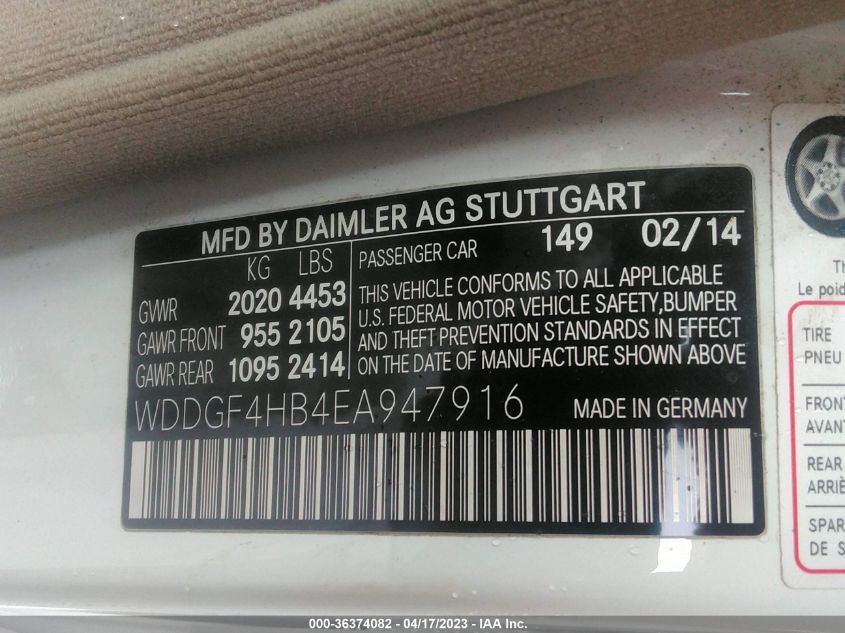 MFD BY DAIMLER AG STUTTGART
KG LBS
GVWR 2020 4453
GAWR FRONT 955 2105
GAWR REAR 1095 2414
PASSENGER CAR 149 02/14
THIS VEHICLE CONFORMS TO ALL APPLICABLE
U.S. FEDERAL MOTOR VEHICLE SAFETY,BUMPER
AND THEFT PREVENTION STANDARDS IN EFFECT
ON THE DATE OF MANUFACTURE SHOWN ABOVE
WDDGF4HB4EA947916 MADE IN GERMANY
Th
Le poid
TIRE
PNEU
FRONT
AVANT
REAR
ARRIÈ
SPAR
DE S
000-36374082 - 04/17/2023 - IAA Inc.